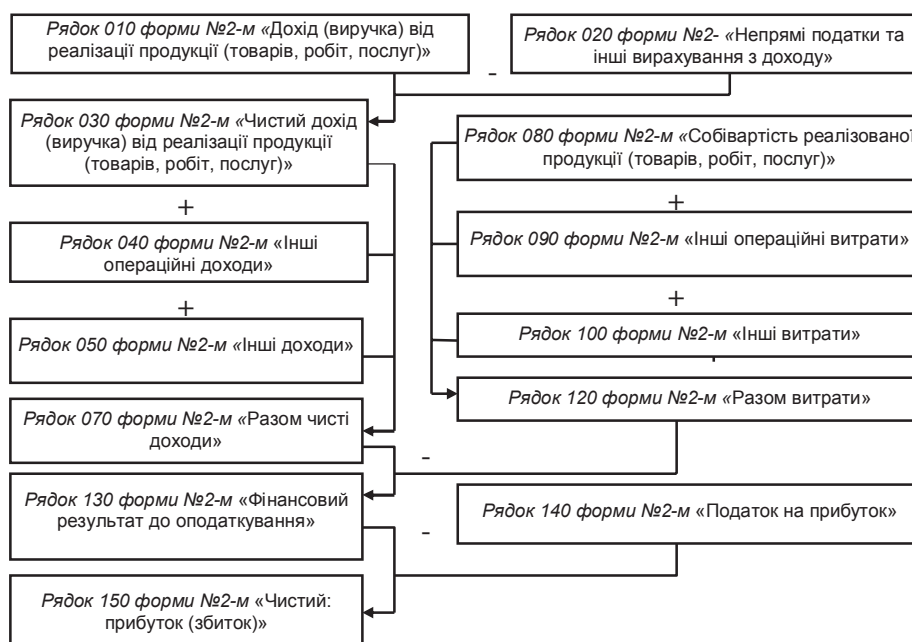 Рядок 010 форми №2-м «Дохід (виручка) від
реалізації продукції (товарів, робіт, послуг)»
Рядок 020 форми №2- «Непрямі податки та
інші вирахування з доходу»
-
Рядок 030 форми №2-м «Чистий дохід
(виручка) від реалізації продукції
(товарів, робіт, послуг)»
Рядок 080 форми №2-м «Собівартість реалізованої
продукції (товарів, робіт, послуг)»
+
+
Рядок 040 форми №2-м «Інші
операційні доходи»
Рядок 090 форми №2-м «Інші операційні витрати»
+
+
Рядок 050 форми №2-м «Інші доходи»
Рядок 100 форми №2-м «Інші витрати»
Рядок 120 форми №2-м «Разом витрати»
Рядок 070 форми №2-м «Разом чисті
доходи»
-
Рядок 130 форми №2-м «Фінансовий
результат до оподаткування»
Рядок 140 форми №2-м «Податок на прибуток»
-
Рядок 150 форми №2-м «Чистий:
прибуток (збиток)»